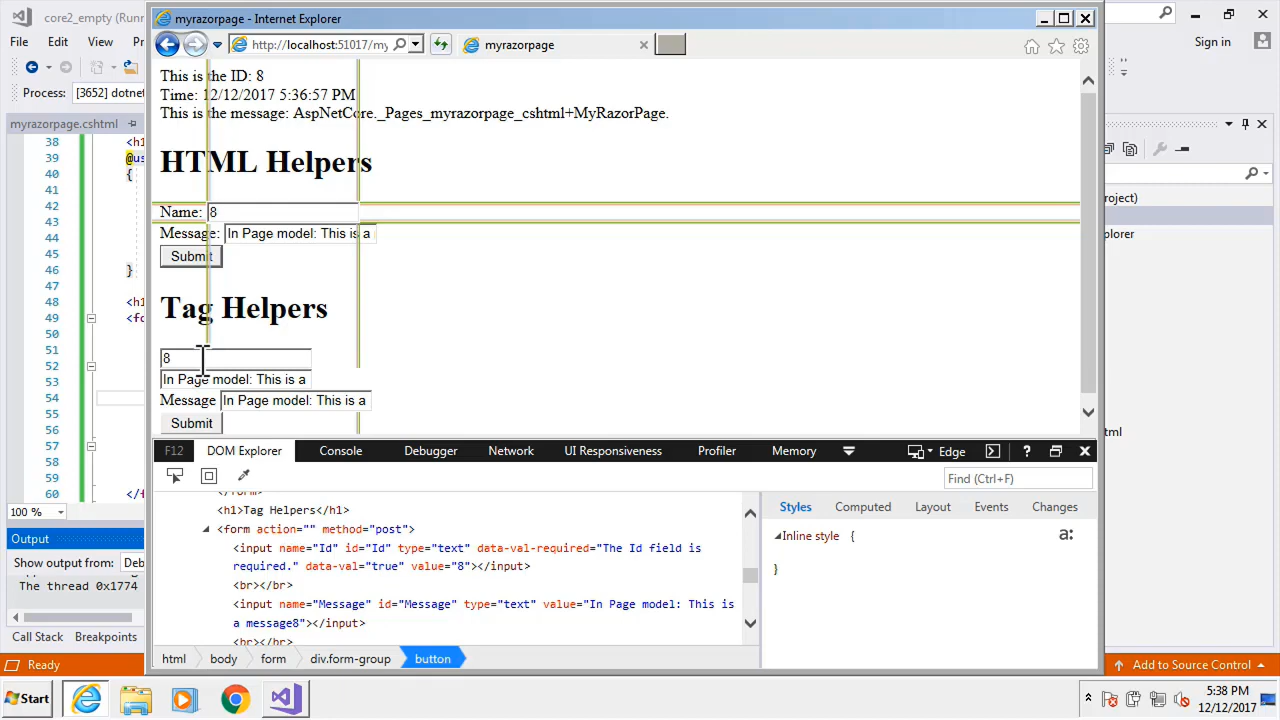 core2_empty (Runn
myrazorpage - Internet Explorer
File Edit View Pr
http://localhost:51017/my
myrazorpage
Sign in
Process: [3652] dotnet
This is the ID: 8
Time: 12/12/2017 5:36:57 PM
This is the message: AspNetCore._Pages_myrazorpage_cshtml+MyRazorPage.
myrazorpage.cshtml
38 <h1
39 @us
40 {
41
42
43
44
45
46 }
47
48 <h1
49 <fo
50
51
52
53
54
55
56
57
58
59
60 </f
HTML Helpers
Name: 8
Message: In Page model: This is a
Submit
Tag Helpers
8
In Page model: This is a
Message In Page model: This is a
Submit
roject)
plorer
tml
100 %
Output
Show output from: Deb
The thread 0x1774
Call Stack Breakpoints
Ready
F12 DOM Explorer Console Debugger Network UI Responsiveness Profiler Memory Edge
Find (Ctrl+F)
</form>
<h1>Tag Helpers</h1>
<form action="" method="post">
<input name="Id" id="Id" type="text" data-val-required="The Id field is
required." data-val="true" value="8"></input>
<br></br>
<input name="Message" id="Message" type="text" value="In Page model: This is
a message8"></input>
<br></br>
Styles Computed Layout Events Changes
Inline style {
a:
}
html body form div.form-group button
Add to Source Control
Start
5:38 PM
12/12/2017